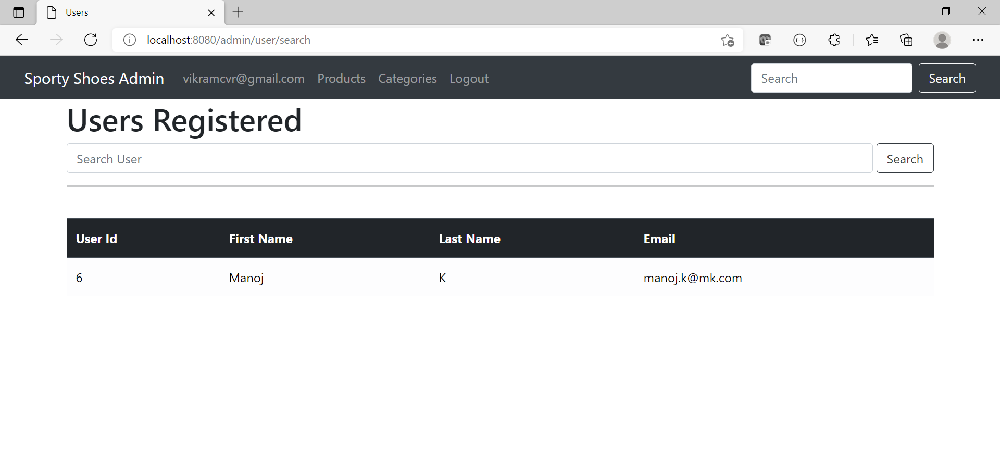 Users
localhost:8080/admin/user/search
Sporty Shoes Admin vikramcvr@gmail.com Products Categories Logout Search Search
Users Registered
Search User Search
User Id First Name Last Name Email
6 Manoj K manoj.k@mk.com